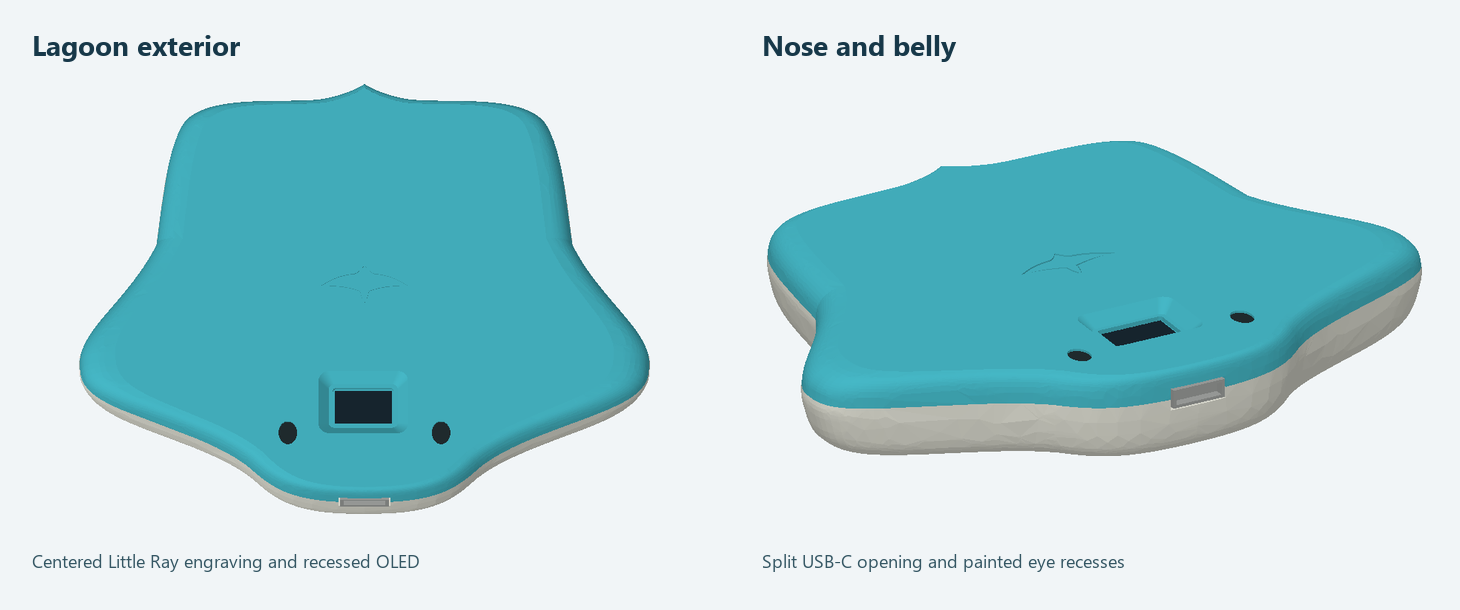 Lagoon exterior
Nose and belly
Centered Little Ray engraving and recessed OLED
Split USB-C opening and painted eye recesses